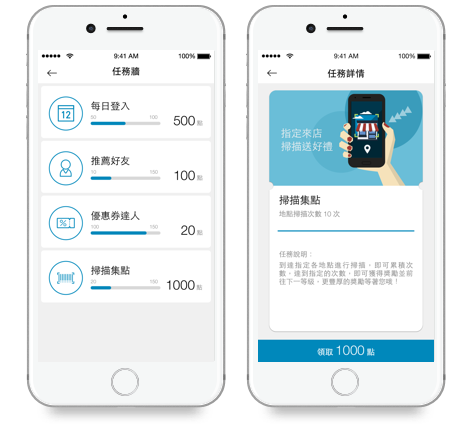 9:41 AM
100%
任務牆
12
每日登入
50
100
500 點
推薦好友
10
100
100 點
%
優惠券達人
100
150
20 點
掃描集點
20
150
1000 點
9:41 AM
100%
任務詳情
指定來店
掃描送好禮
掃描集點
地點掃描次數 10 次
任務說明：
到達指定各地點進行掃描，即可累積次
數，達到指定的次數，即可獲得獎勵並前
往下一等級，更豐厚的獎勵等著您哦！
領取 1000 點